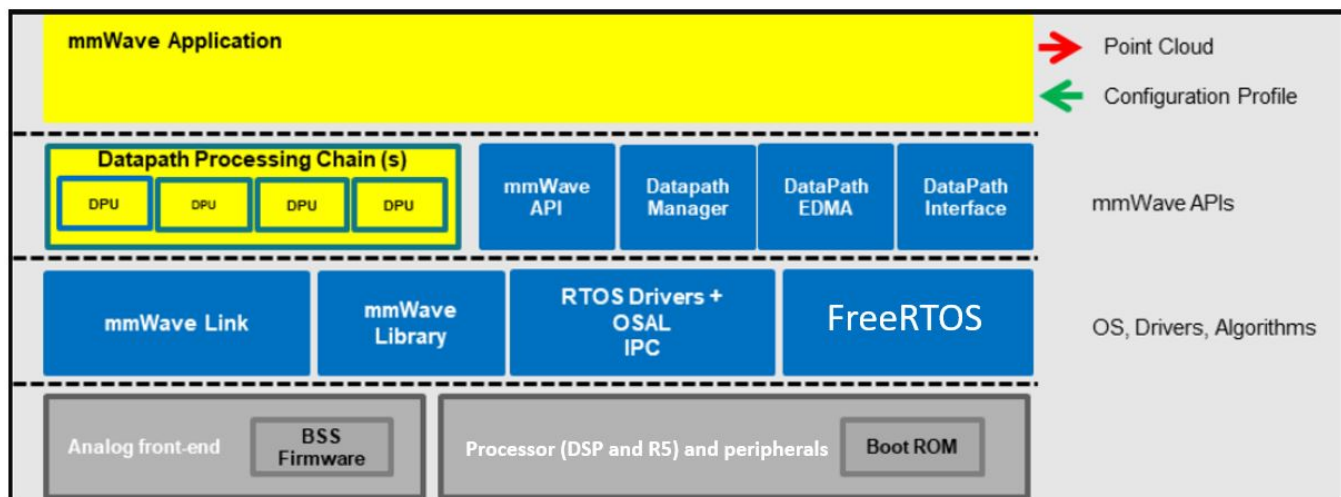 mmWave Application
Point Cloud
Configuration Profile
Datapath Processing Chain (s)
DPU
DPU
DPU
DPU
mmWave
API
Datapath
Manager
DataPath
EDMA
DataPath
Interface
mmWave APIs
mmWave Link
mmWave
Library
RTOS Drivers +
OSAL
IPC
FreeRTOS
OS, Drivers, Algorithms
Analog front-end
BSS
Firmware
Processor (DSP and R5) and peripherals
Boot ROM